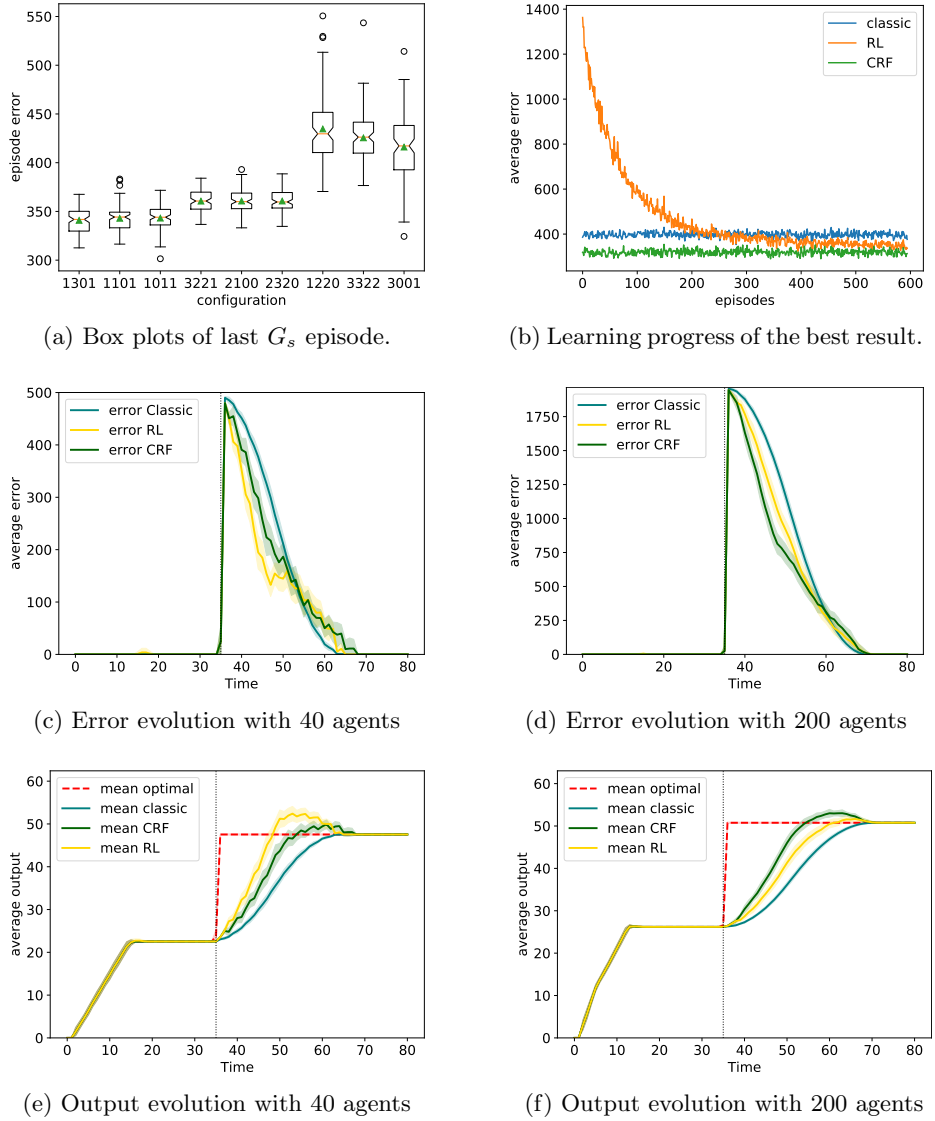 550
500
450
400
350
300
episode error
1301 1101 1011 3221 2100 2320 1220 3322 3001
configuration
1400
1200
1000
800
600
400
average error
classic
RL
CRF
0 100 200 300 400 500 600
episodes
(a) Box plots of last G_s episode.
(b) Learning progress of the best result.
500
400
300
200
100
0
average error
error Classic
error RL
error CRF
0 10 20 30 40 50 60 70 80
Time
1750
1500
1250
1000
750
500
250
0
average error
error Classic
error RL
error CRF
0 20 40 60 80
Time
(c) Error evolution with 40 agents
(d) Error evolution with 200 agents
60
50
40
30
20
10
0
average output
mean optimal
mean classic
mean CRF
mean RL
0 10 20 30 40 50 60 70 80
Time
60
50
40
30
20
10
0
average output
mean optimal
mean classic
mean CRF
mean RL
0 10 20 30 40 50 60 70 80
Time
(e) Output evolution with 40 agents
(f) Output evolution with 200 agents